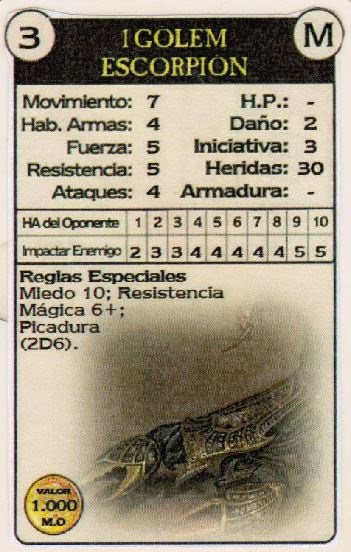 3
1 GOLEM
ESCORPION
M
Movimiento: 7 H.P.: -
Hab. Armas: 4 Daño: 2
Fuerza: 5 Iniciativa: 3
Resistencia: 5 Heridas: 30
Ataques: 4 Armadura: -
HA del Oponente 1 2 3 4 5 6 7 8 9 10
Impactar Enemigo 2 3 3 4 4 4 4 4 5 5
Reglas Especiales
Miedo 10; Resistencia
Mágica 6+;
Picadura
(2D6).
VALOR
1.000
M.O